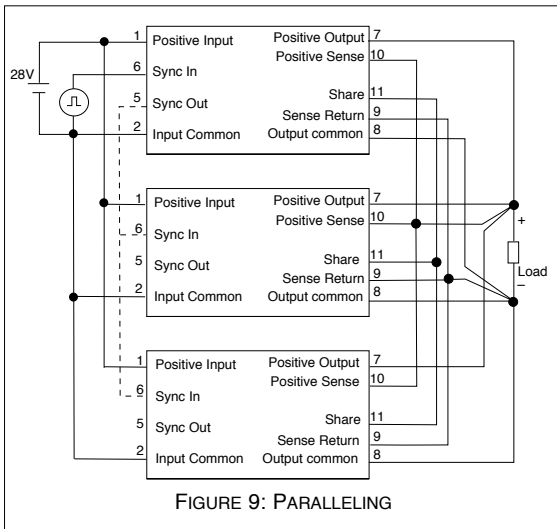 1 Positive Input Positive Output 7
Positive Sense 10
28V
6 Sync In
Share 11
5 Sync Out
Sense Return 9
2 Input Common Output common 8
1 Positive Input Positive Output 7
6 Sync In Positive Sense 10
+
5 Sync Out Share 11
Load
Sense Return 9
2 Input Common Output common 8
–
1 Positive Input Positive Output 7
Positive Sense 10
6 Sync In
Share 11
5 Sync Out
Sense Return 9
2 Input Common Output common 8
FIGURE 9: PARALLELING